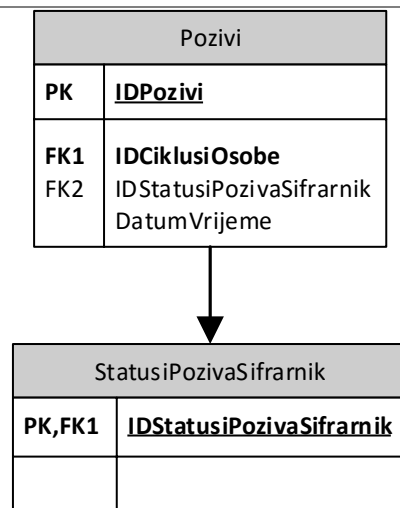 Pozivi
PK IDPozivi
FK1 IDCiklusiOsobe
FK2 IDStatusiPozivaSifrarnik
DatumVrijeme
StatusiPozivaSifrarnik
PK,FK1 IDStatusiPozivaSifrarnik